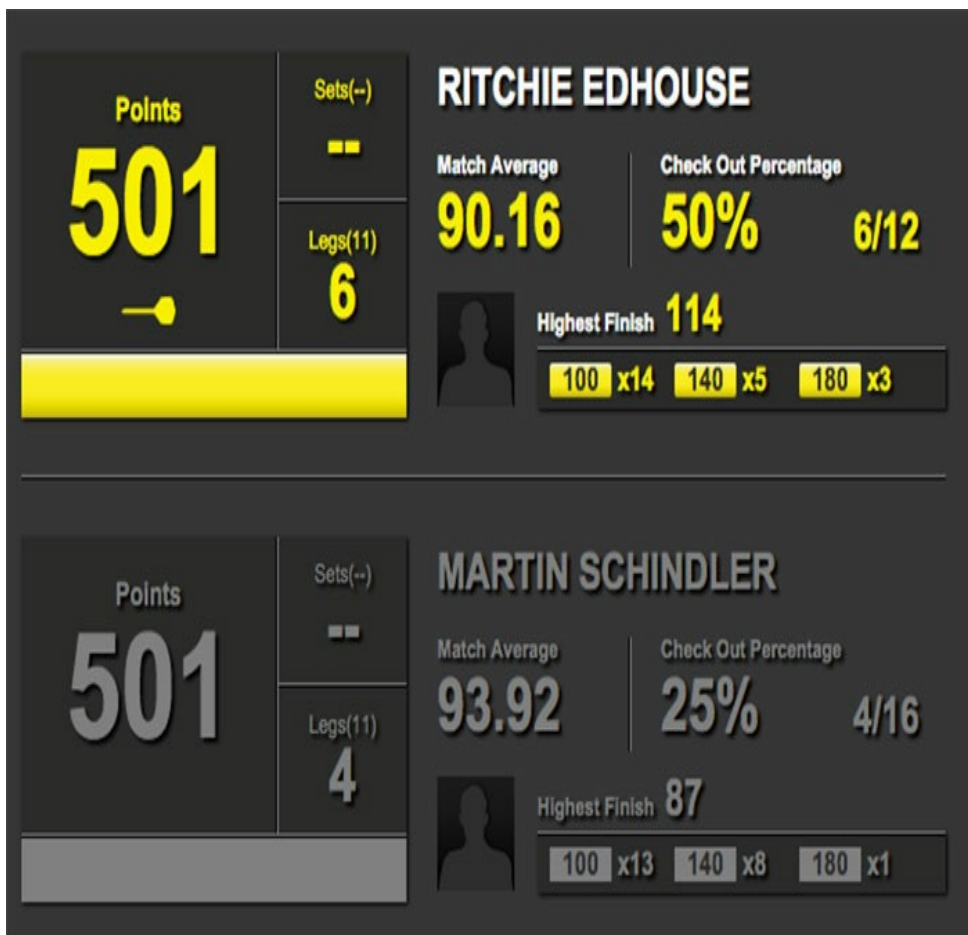 RITCHIE EDHOUSE
Points
501
Sets(--)
--
Legs(11)
6
Match Average
90.16
Check Out Percentage
50% 6/12
Highest Finish 114
100 x14 140 x5 180 x3
MARTIN SCHINDLER
Points
501
Sets(--)
--
Legs(11)
4
Match Average
93.92
Check Out Percentage
25% 4/16
Highest Finish 87
100 x13 140 x8 180 x1